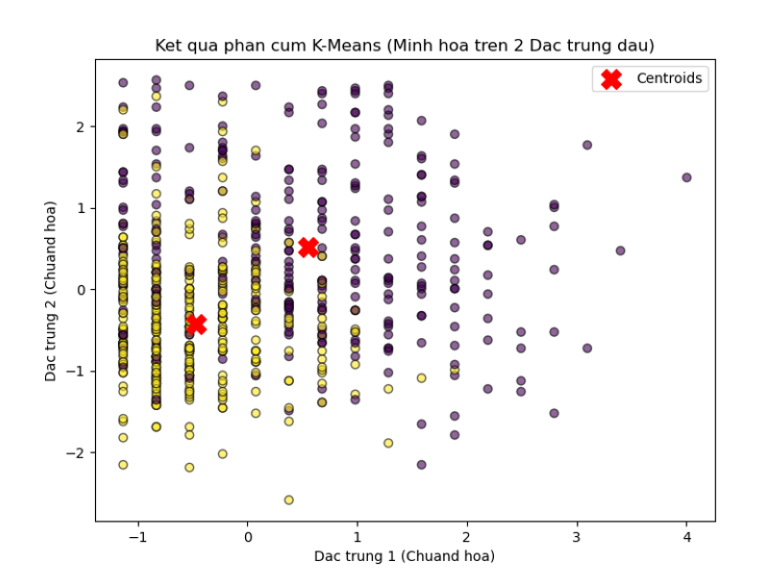 Ket qua phan cum K-Means (Minh hoa tren 2 Dac trung dau)
Centroids
2
1
0
−1
−2
Dac trung 2 (Chuand hoa)
−1
0
1
2
3
4
Dac trung 1 (Chuand hoa)